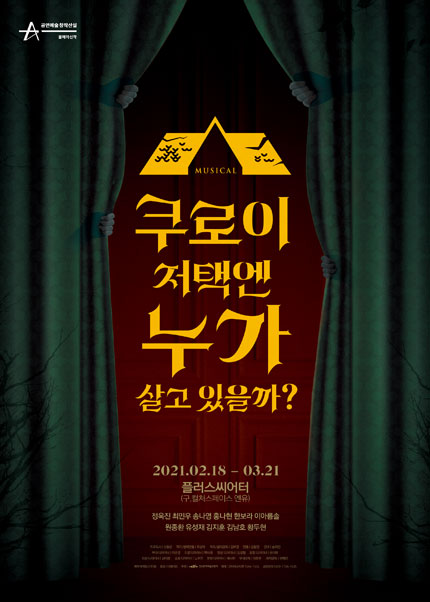 공연예술창작산실
올해의신작
MUSICAL
쿠로이
저택엔
누가
살고 있을까?
2021.02.18 – 03.21
플러스씨어터
(구.컬처스페이스 엔유)
정욱진 최민우 송나영 홍나현 한보라 이아름솔
원종환 유성재 김지훈 김남호 황두현